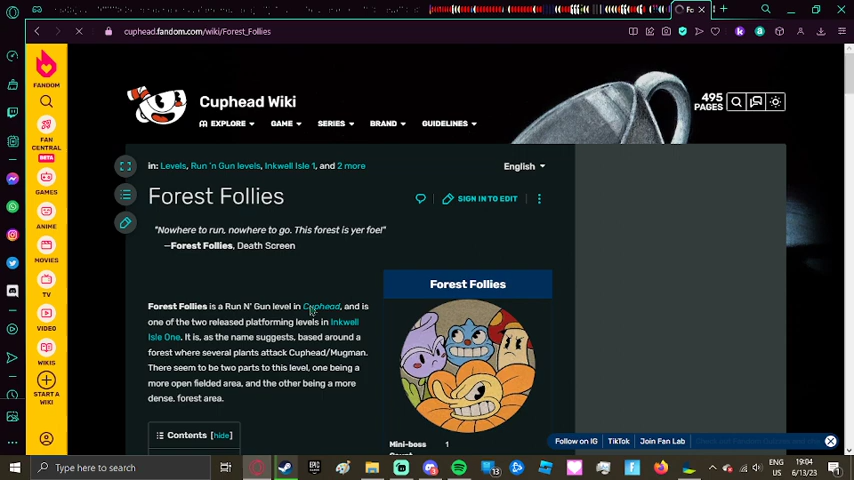 Fo
cuphead.fandom.com/wiki/Forest_Follies
FANDOM
Cuphead Wiki
495
PAGES
EXPLORE GAME SERIES BRAND GUIDELINES
FAN
CENTRAL
BETA
GAMES
ANIME
MOVIES
TV
VIDEO
WIKIS
START A
WIKI
in: Levels, Run 'n Gun levels, Inkwell Isle 1, and 2 more
English
Forest Follies
SIGN IN TO EDIT
"Nowhere to run, nowhere to go. This forest is yer foe!"
—Forest Follies, Death Screen
Forest Follies is a Run N' Gun level in Cuphead, and is
one of the two released platforming levels in Inkwell
Isle One. It is, as the name suggests, based around a
forest where several plants attack Cuphead/Mugman.
There seem to be two parts to this level, one being a
more open fielded area, and the other being a more
dense, forest area.
Contents [hide]
Forest Follies
Mini-boss 1
Follow on IG TikTok Join Fan Lab
Type here to search
EPIC
13
ENG
US
19:04
6/13/23
1